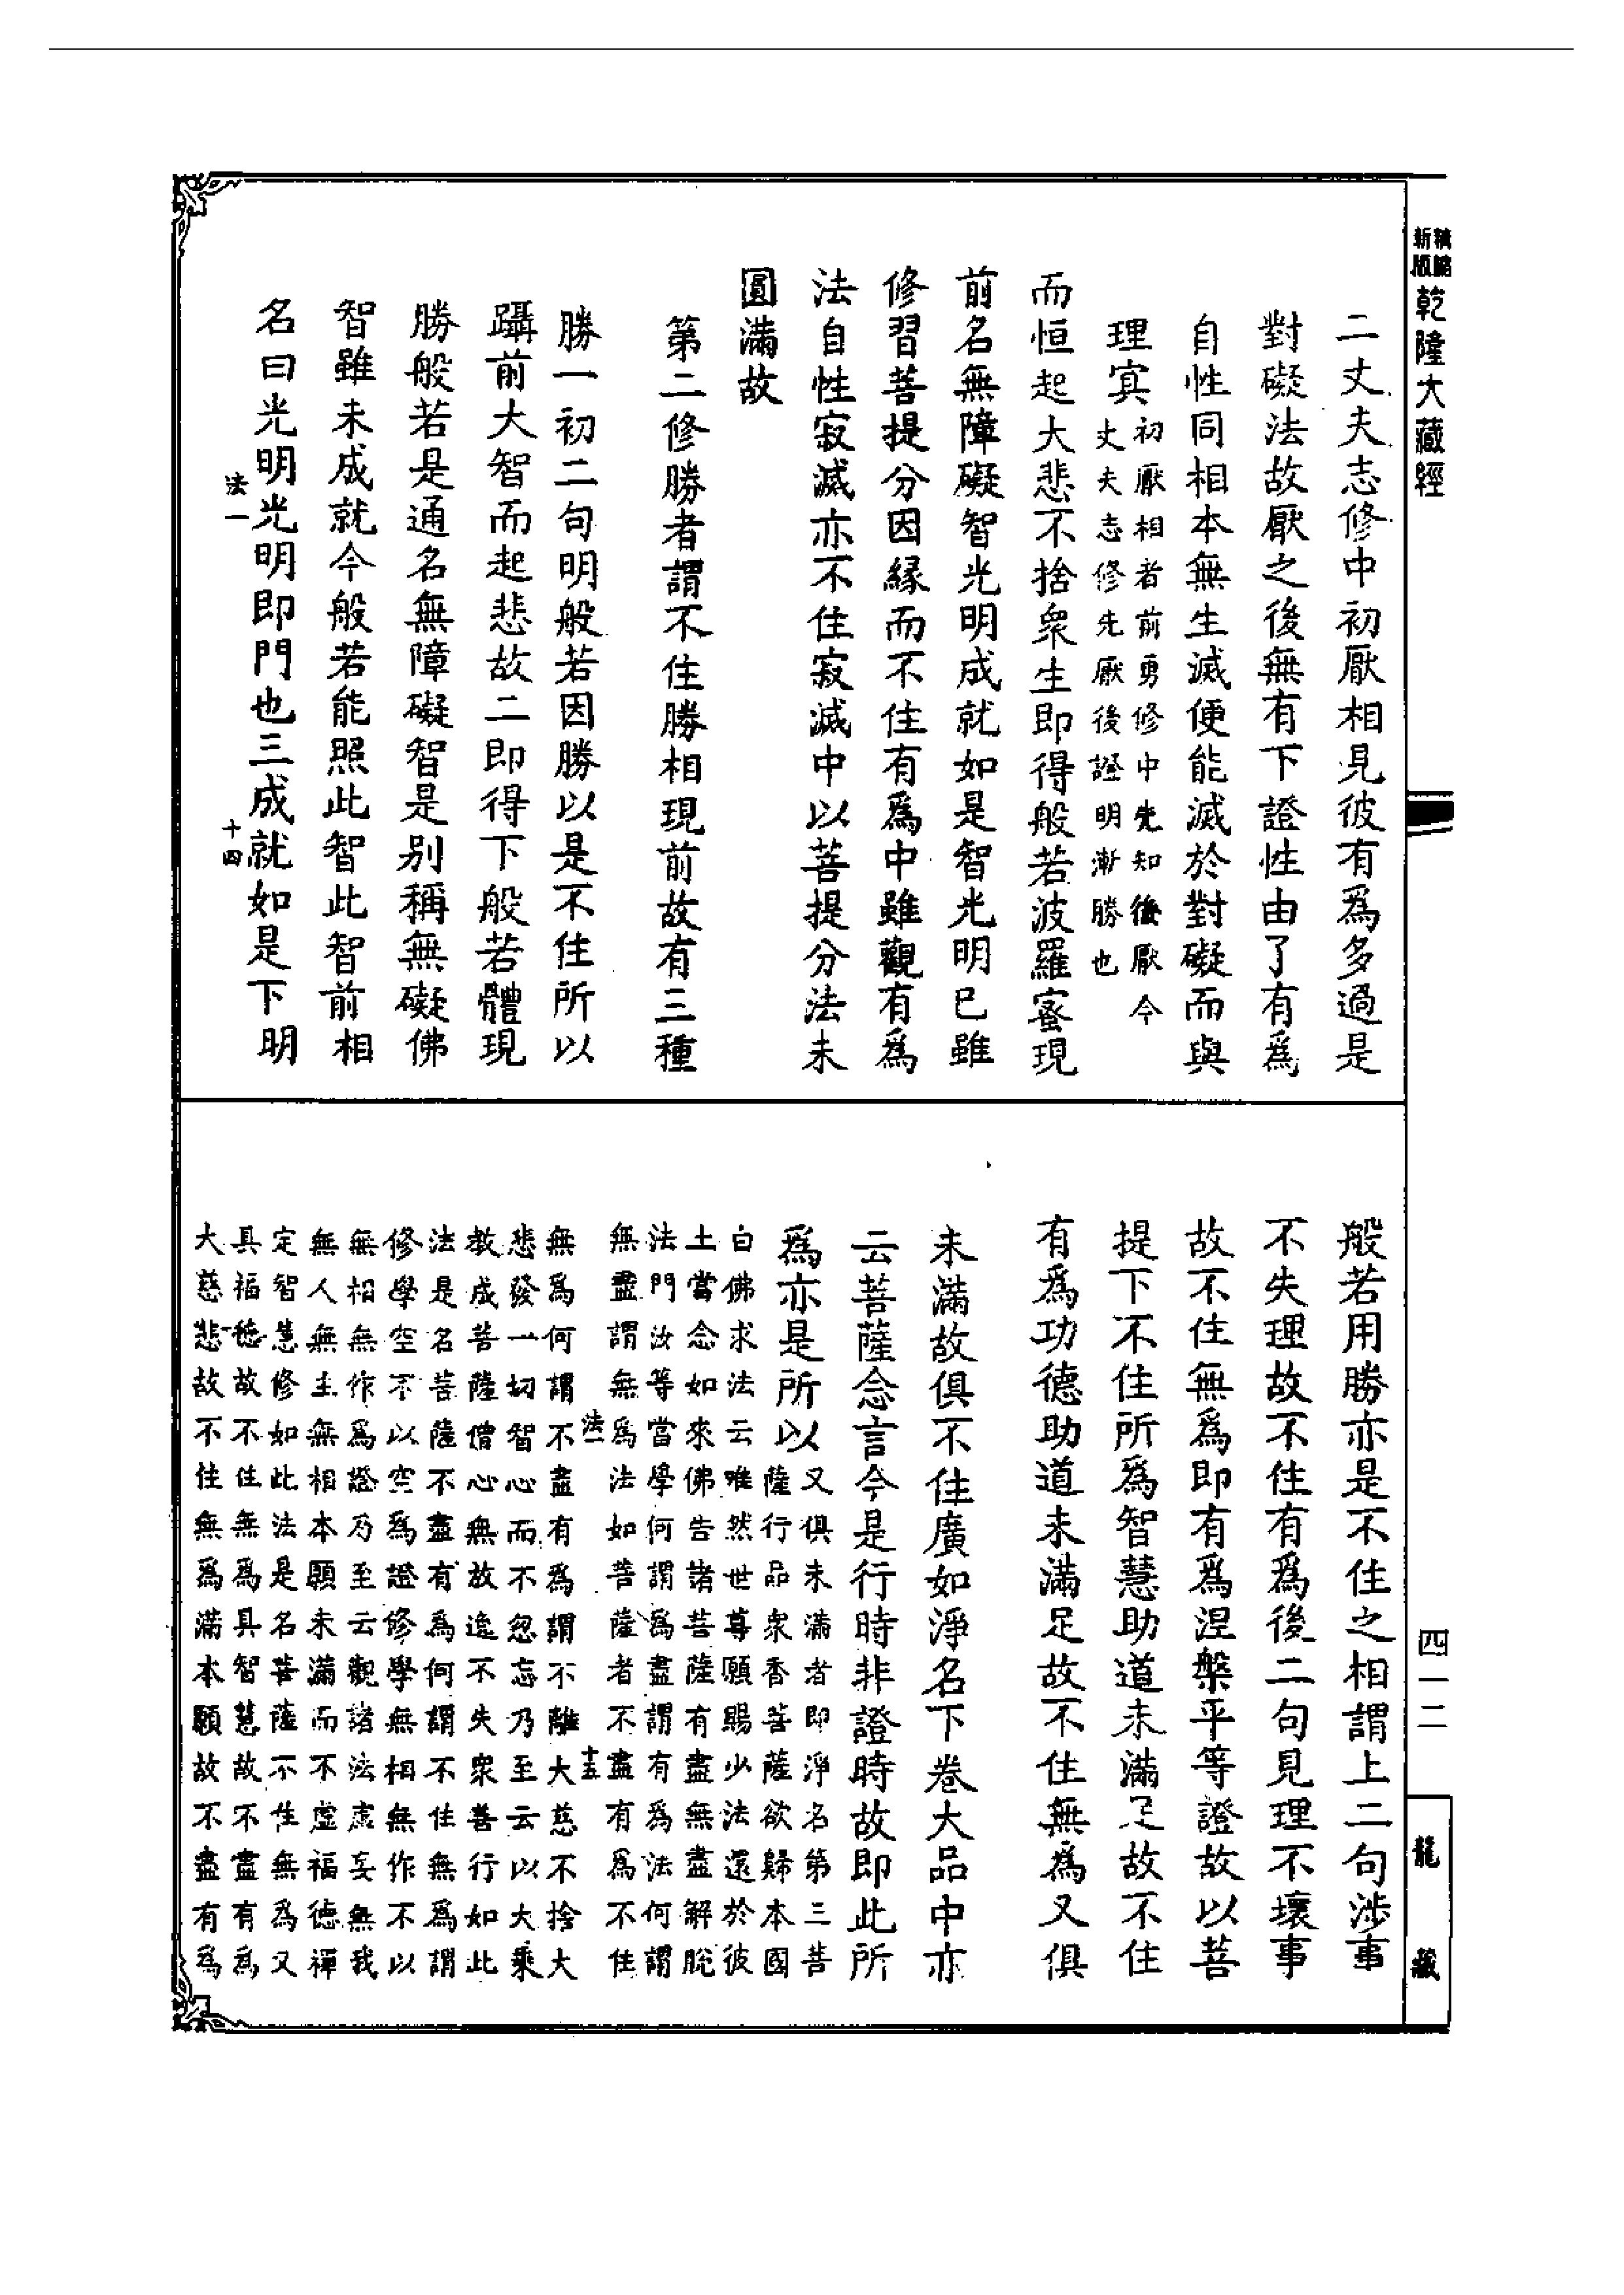 新編縮版
乾隆大藏經
二丈夫志修中初厭相見彼有為多過是
對礙法故厭之後無有下證性由了有為
自性同相本無生滅便能滅於對礙而與
理冥初厭相者前勇修中先知後厭今
丈夫志修先厭後證明漸勝也
而恒起大悲不捨衆生即得般若波羅蜜現
前名無障礙智光明成就如是智光明已雖
修習菩提分因緣而不住有為中雖觀有為
法自性寂滅亦不住寂滅中以菩提分法未
圓滿故
第二修勝者謂不住勝相現前故有三種
勝一初二句明般若因勝以是不住所以
躡前大智而起悲故二即得下般若體現
勝般若是通名無障礙智是别稱無礙佛
智雖未成就今般若能照此智此智前相
名曰光明光明即門也三成就如是下明
法一
十四
般若用勝亦是不住之相謂上二句涉事
不失理故不住有為後二句見理不壞事
故不住無為即有為涅槃平等證故以菩
提下不住所為智慧助道未滿足故不住
有為功德助道未滿足故不住無為又俱
未滿故俱不住廣如淨名下卷大品中亦
云菩薩念言今是行時非證時故即此所
為亦是所以又俱未滿者即淨名第三菩
薩行品衆香菩薩欲歸本國
白佛求法云唯然世尊願賜少法還於彼
土當念如來佛告諸菩薩有盡無盡解脫
法門汝等當學何謂為盡謂有為法何謂
無盡謂無為法如菩薩者不盡有為不住
法一
十五
無為何謂不盡有為謂不離大慈不捨大
悲發一切智心而不忽忘乃至云以大乘
教成菩薩僧心無放逸不失衆善行如此
法是名菩薩不盡有為何謂不住無為謂
修學空不以空為證修學無相無作不以
無相無作為證乃至云觀諸法虛妄無我
無人無主無相本願未滿而不虛福德禪
定智慧修如此法是名菩薩不住無為又
具福德故不住無為具智慧故不盡有為
大慈悲故不住無為滿本願故不盡有為
四一二
龍藏